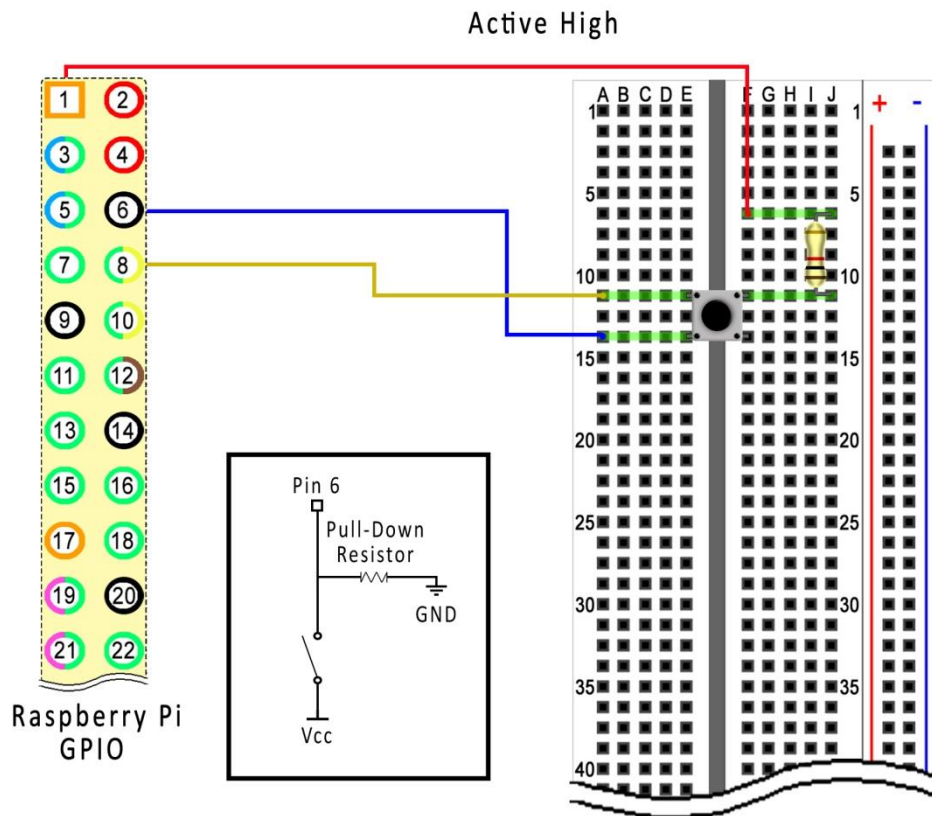 Active High
1 2
3 4
5 6
7 8
9 10
11 12
13 14
15 16
17 18
19 20
21 22
Raspberry Pi
GPIO
Pin 6
Pull-Down
Resistor
GND
Vcc
A B C D E F G H I J + -
1 1
5 5
10 10
15 15
20 20
25 25
30 30
35 35
40